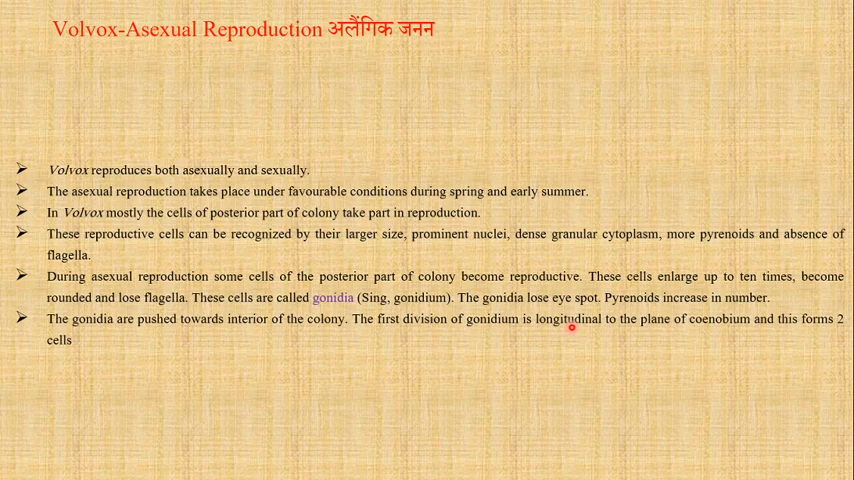 Volvox-Asexual Reproduction अलैंगिक जनन
Volvox reproduces both asexually and sexually.
The asexual reproduction takes place under favourable conditions during spring and early summer.
In Volvox mostly the cells of posterior part of colony take part in reproduction.
These reproductive cells can be recognized by their larger size, prominent nuclei, dense granular cytoplasm, more pyrenoids and absence of
flagella.
During asexual reproduction some cells of the posterior part of colony become reproductive. These cells enlarge up to ten times, become
rounded and lose flagella. These cells are called gonidia (Sing, gonidium). The gonidia lose eye spot. Pyrenoids increase in number.
The gonidia are pushed towards interior of the colony. The first division of gonidium is longitudinal to the plane of coenobium and this forms 2
cells